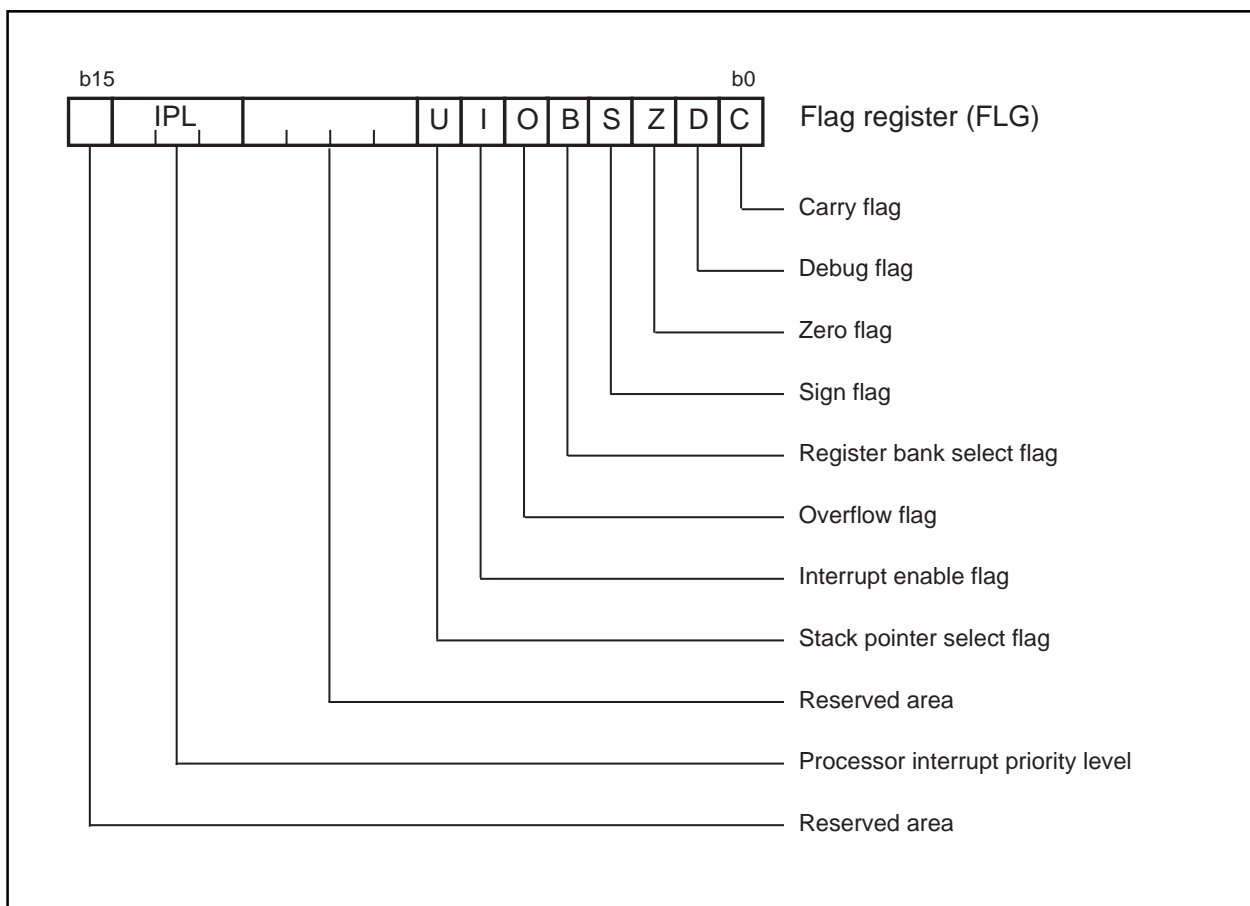 b15 b0
IPL U I O B S Z D C Flag register (FLG)
Carry flag
Debug flag
Zero flag
Sign flag
Register bank select flag
Overflow flag
Interrupt enable flag
Stack pointer select flag
Reserved area
Processor interrupt priority level
Reserved area